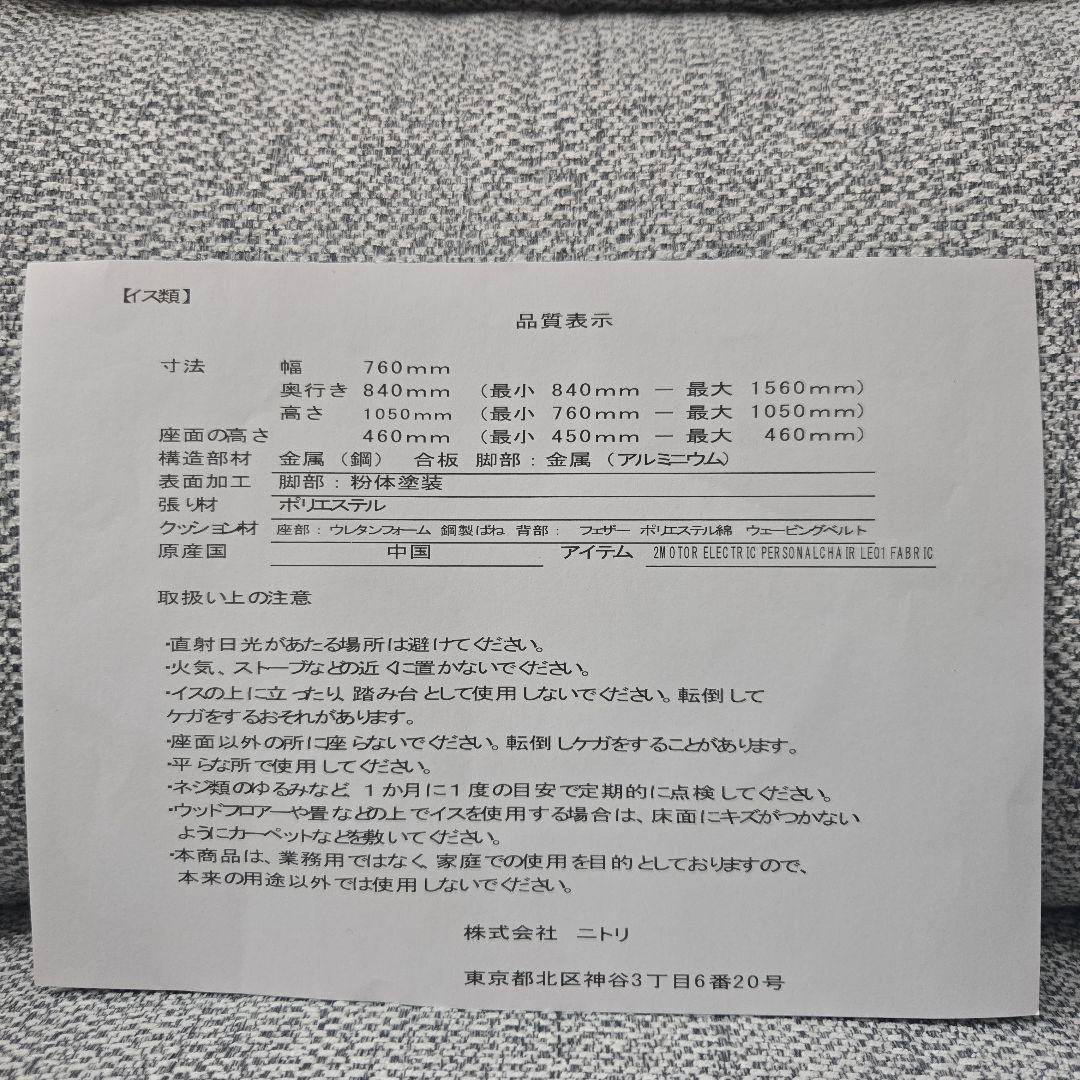 【イス類】
品質表示
寸法 幅 760mm
奥行き 840mm （最小 840mm － 最大 1560mm）
高さ 1050mm （最小 760mm － 最大 1050mm）
座面の高さ 460mm （最小 450mm － 最大 460mm）
構造部材 金属（鋼） 合板 脚部：金属（アルミニウム）
表面加工 脚部：粉体塗装
張り材 ポリエステル
クッション材 座部：ウレタンフォーム 鋼製ばね 背部： フェザー ポリエステル綿 ウェービングベルト
原産国 中国 アイテム 2MOTOR ELECTRIC PERSONALCHAIR LE01 FABRIC
取扱い上の注意
・直射日光があたる場所は避けてください。
・火気、ストーブなどの近くに置かないでください。
・イスの上に立ったり、踏み台として使用しないでください。転倒して
ケガをするおそれがあります。
・座面以外の所に座らないでください。転倒しケガをすることがあります。
・平らな所で使用してください。
・ネジ類のゆるみなど、１か月に１度の目安で定期的に点検してください。
・ウッドフロアーや畳などの上でイスを使用する場合は、床面にキズがつかない
ようにカーペットなどを敷いてください。
・本商品は、業務用ではなく、家庭での使用を目的としておりますので、
本来の用途以外では使用しないでください。
株式会社 ニトリ
東京都北区神谷3丁目6番20号